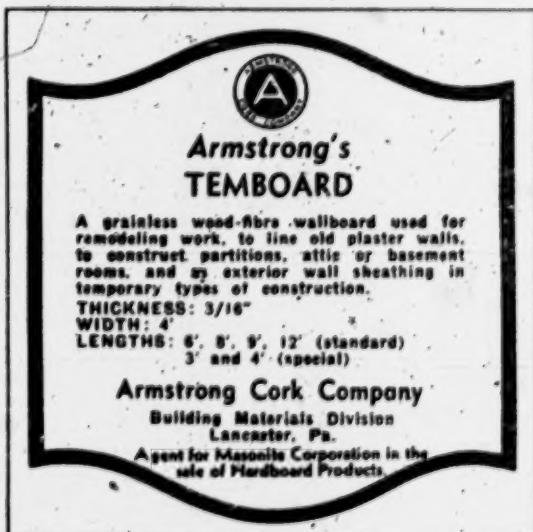 ARMSTRONG
CORK COMPANY
A
Armstrong's
TEMBOARD
A grainless wood-fibre wallboard used for
remodeling work, to line old plaster walls,
to construct partitions, attic or basement
rooms, and as exterior wall sheathing in
temporary types of construction.
THICKNESS: 3/16"
WIDTH: 4'
LENGTHS: 6', 8', 9', 12' (standard)
3' and 4' (special)
Armstrong Cork Company
Building Materials Division
Lancaster, Pa.
Agent for Masonite Corporation in the
sale of Hardboard Products.